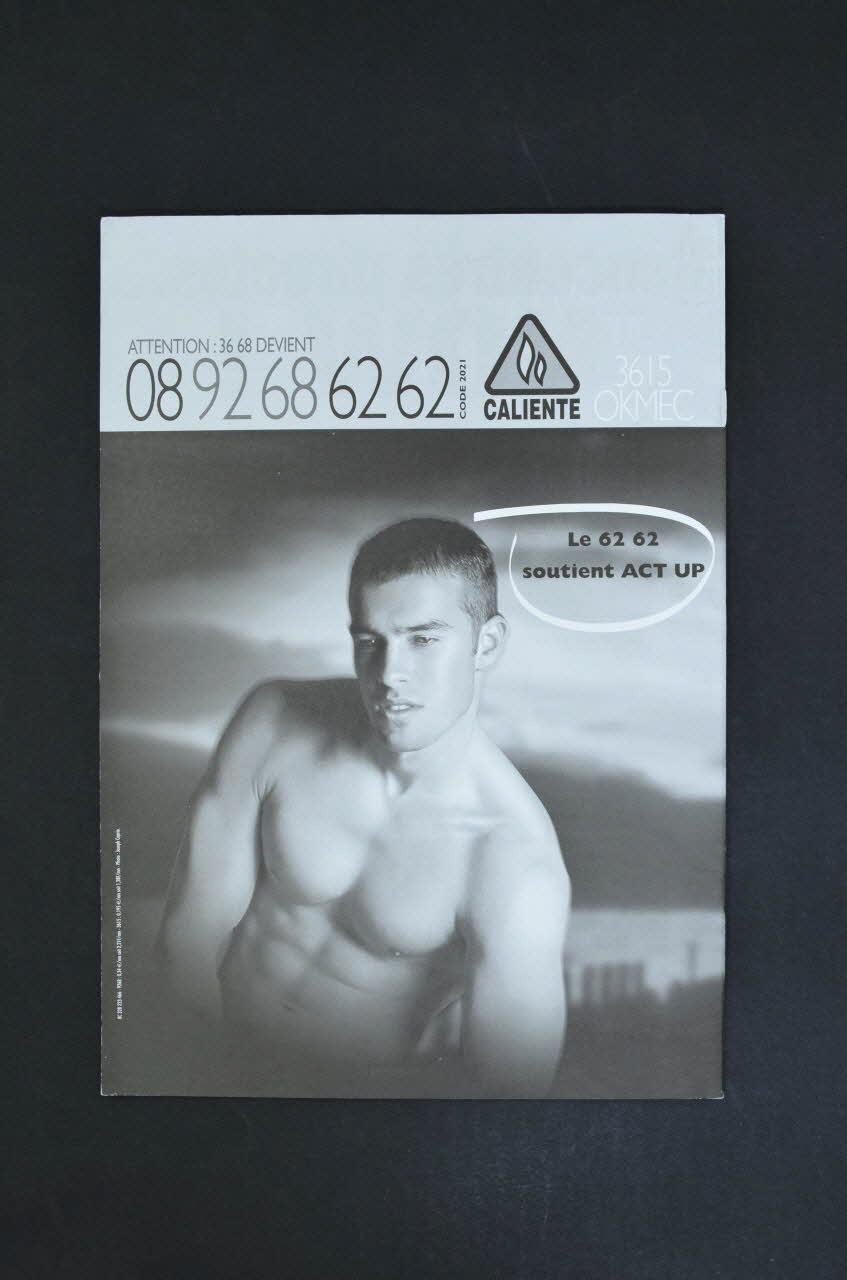 ATTENTION : 36 68 DEVIENT
08 92 68 62 62
CODE 2021
CALIENTE
3615
OKMEC
Le 62 62
soutient ACT UP